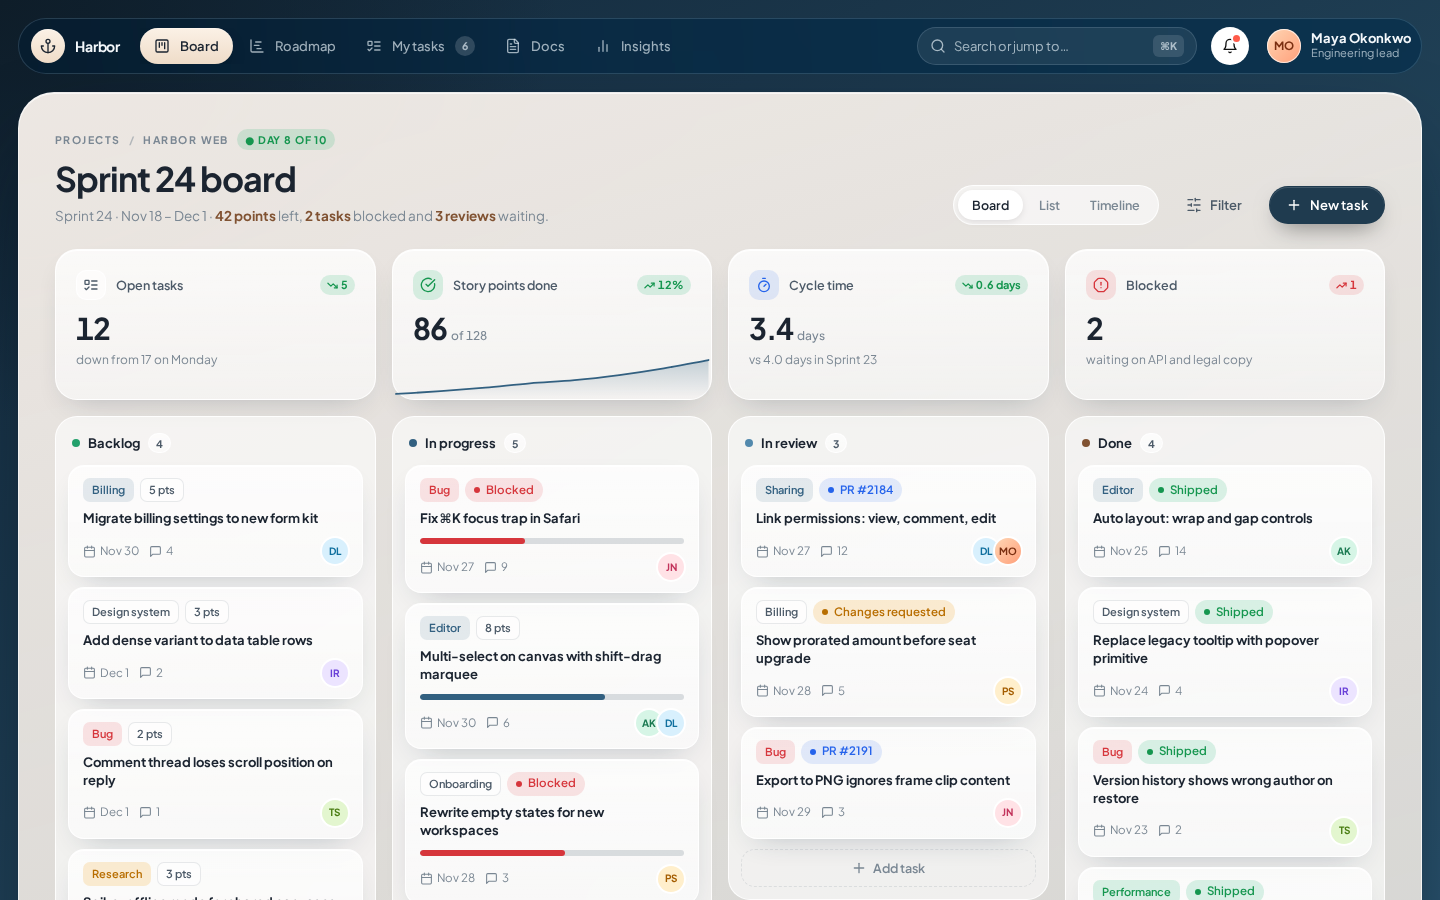 Harbor
Board
Roadmap
My tasks 6
Docs
Insights
Search or jump to…
⌘K
MO
Maya Okonkwo
Engineering lead
PROJECTS / HARBOR WEB
DAY 8 OF 10
Sprint 24 board
Sprint 24 · Nov 18 – Dec 1 · 42 points left, 2 tasks blocked and 3 reviews waiting.
Board
List
Timeline
Filter
New task
Open tasks
5
12
down from 17 on Monday
Story points done
12%
86 of 128
Cycle time
0.6 days
3.4 days
vs 4.0 days in Sprint 23
Blocked
1
2
waiting on API and legal copy
Backlog 4
Billing
5 pts
Migrate billing settings to new form kit
Nov 30
4
DL
Design system
3 pts
Add dense variant to data table rows
Dec 1
2
IR
Bug
2 pts
Comment thread loses scroll position on
reply
Dec 1
1
TS
Research
3 pts
In progress 5
Bug
Blocked
Fix ⌘K focus trap in Safari
Nov 27
9
JN
Editor
8 pts
Multi-select on canvas with shift-drag
marquee
Nov 30
6
AK
DL
Onboarding
Blocked
Rewrite empty states for new
workspaces
Nov 28
3
PS
In review 3
Sharing
PR #2184
Link permissions: view, comment, edit
Nov 27
12
DL
MO
Billing
Changes requested
Show prorated amount before seat
upgrade
Nov 28
5
PS
Bug
PR #2191
Export to PNG ignores frame clip content
Nov 29
3
JN
Add task
Done 4
Editor
Shipped
Auto layout: wrap and gap controls
Nov 25
14
AK
Design system
Shipped
Replace legacy tooltip with popover
primitive
Nov 24
4
IR
Bug
Shipped
Version history shows wrong author on
restore
Nov 23
2
TS
Performance
Shipped